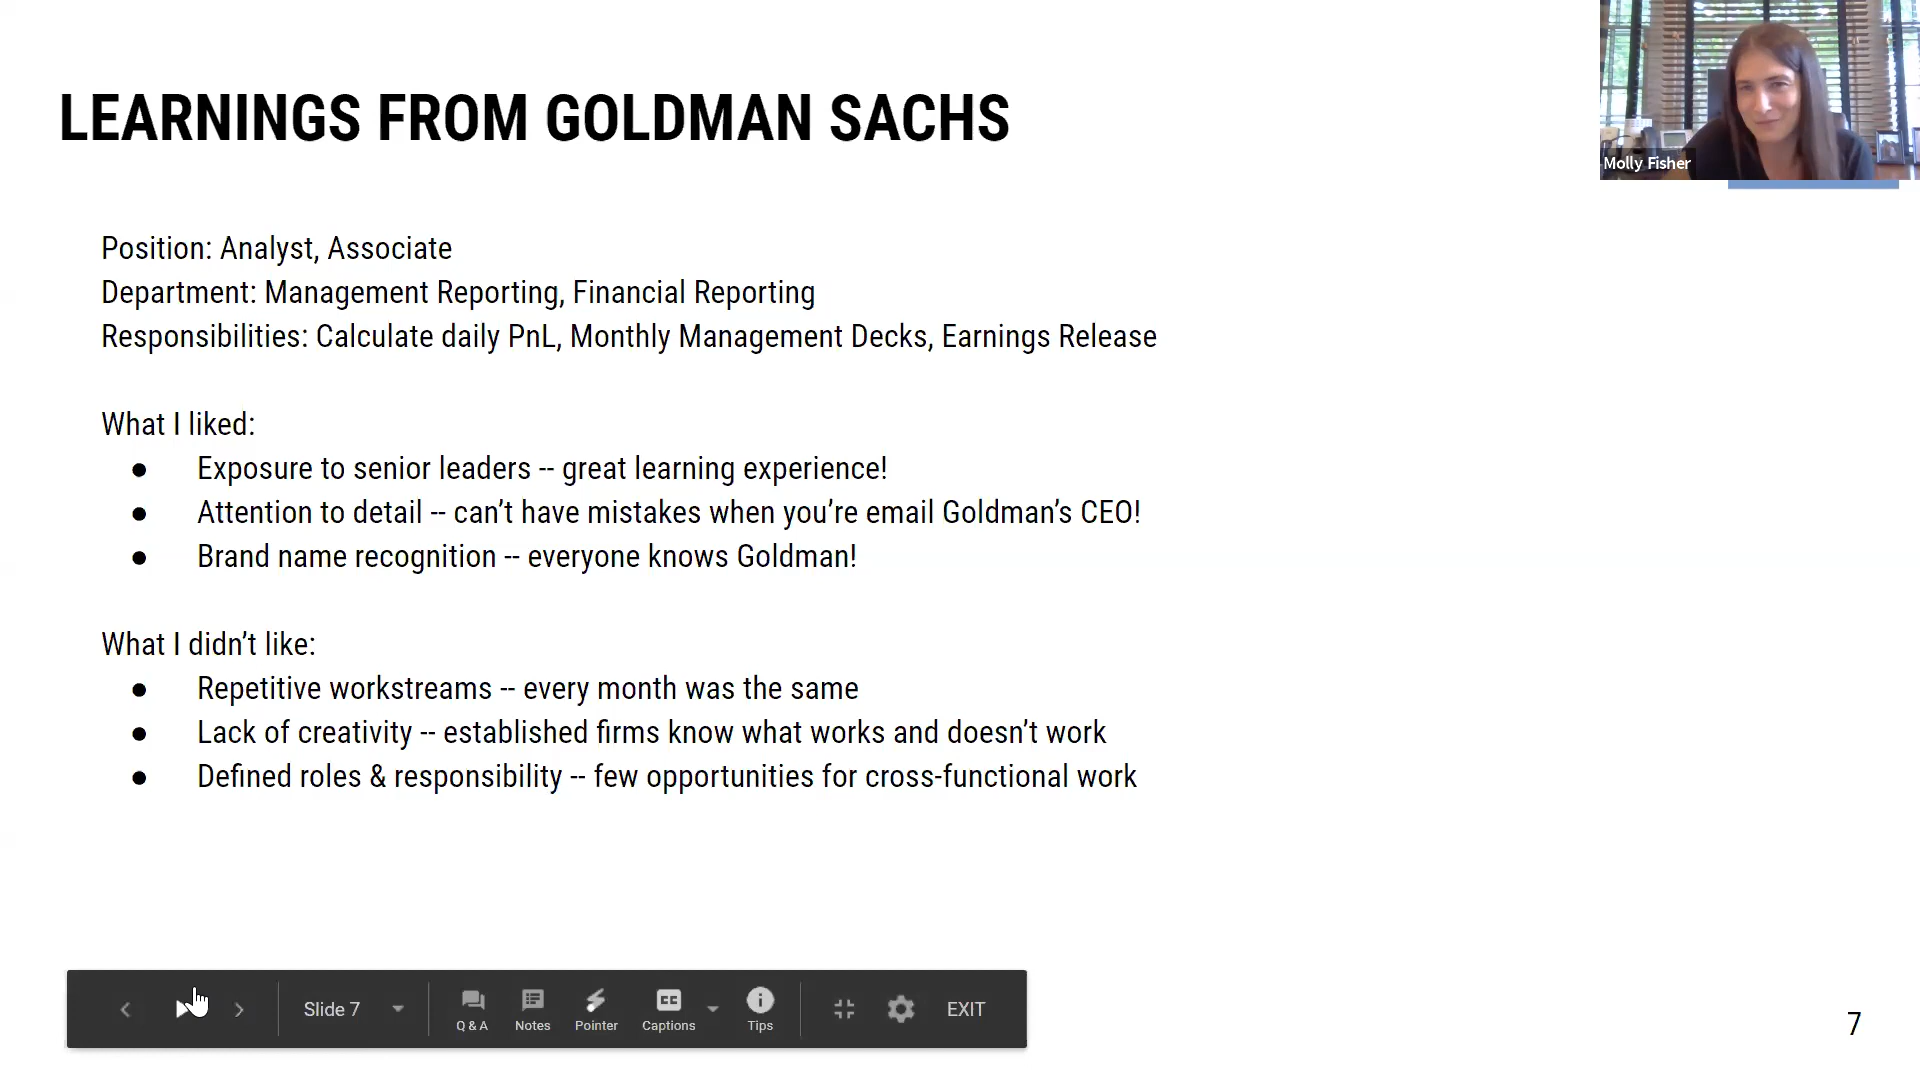 LEARNINGS FROM GOLDMAN SACHS
Molly Fisher
Position: Analyst, Associate
Department: Management Reporting, Financial Reporting
Responsibilities: Calculate daily PnL, Monthly Management Decks, Earnings Release
What I liked:
● Exposure to senior leaders -- great learning experience!
● Attention to detail -- can’t have mistakes when you’re email Goldman’s CEO!
● Brand name recognition -- everyone knows Goldman!
What I didn’t like:
● Repetitive workstreams -- every month was the same
● Lack of creativity -- established firms know what works and doesn’t work
● Defined roles & responsibility -- few opportunities for cross-functional work
Slide 7
Q & A
Notes
Pointer
CC
Captions
Tips
EXIT
7